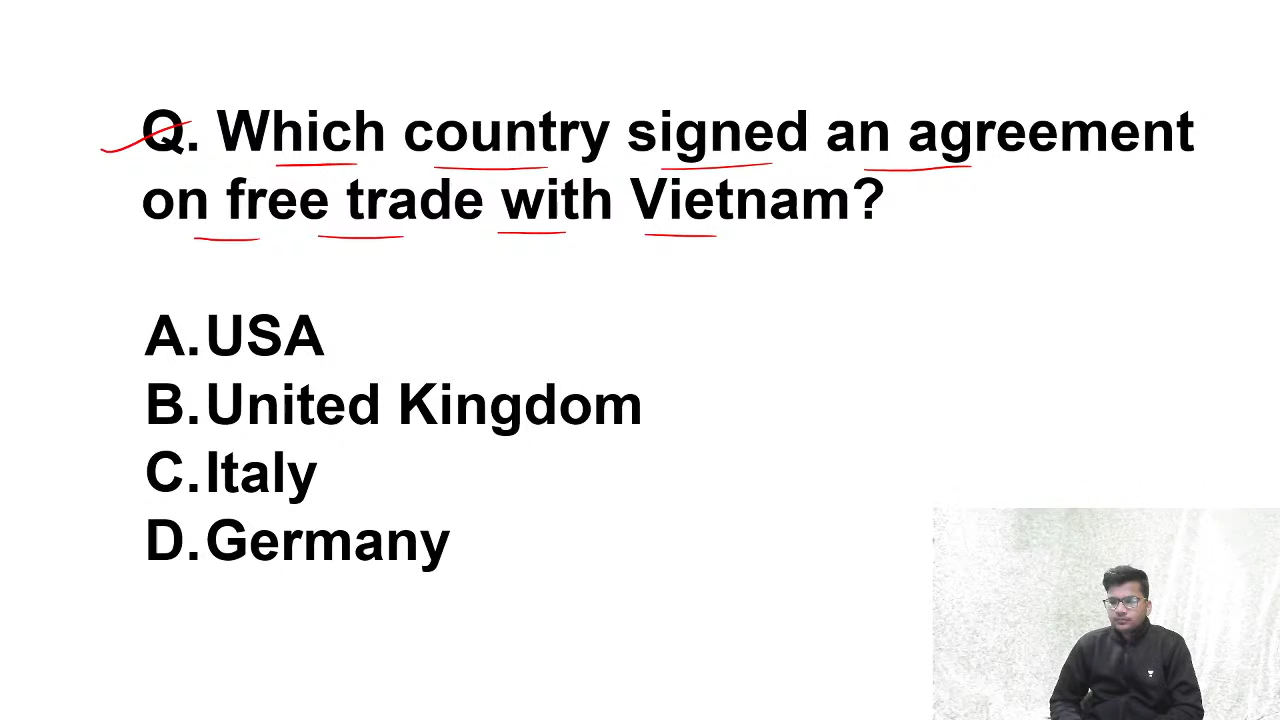 Q. Which country signed an agreement
on free trade with Vietnam?
A. USA
B. United Kingdom
C. Italy
D. Germany